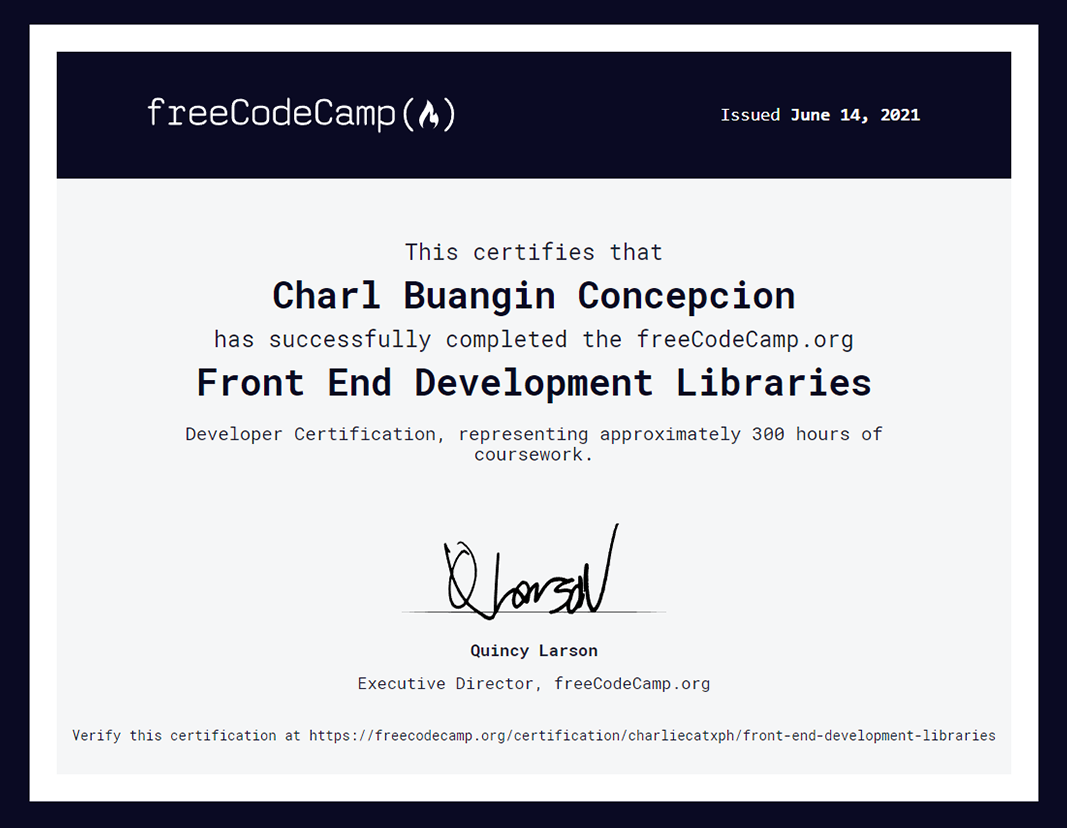 freeCodeCamp
Issued June 14, 2021
This certifies that
Charl Buangin Concepcion
has successfully completed the freeCodeCamp.org
Front End Development Libraries
Developer Certification, representing approximately 300 hours of
coursework.
Q Larson
Quincy Larson
Executive Director, freeCodeCamp.org
Verify this certification at https://freecodecamp.org/certification/charliecatxph/front-end-development-libraries